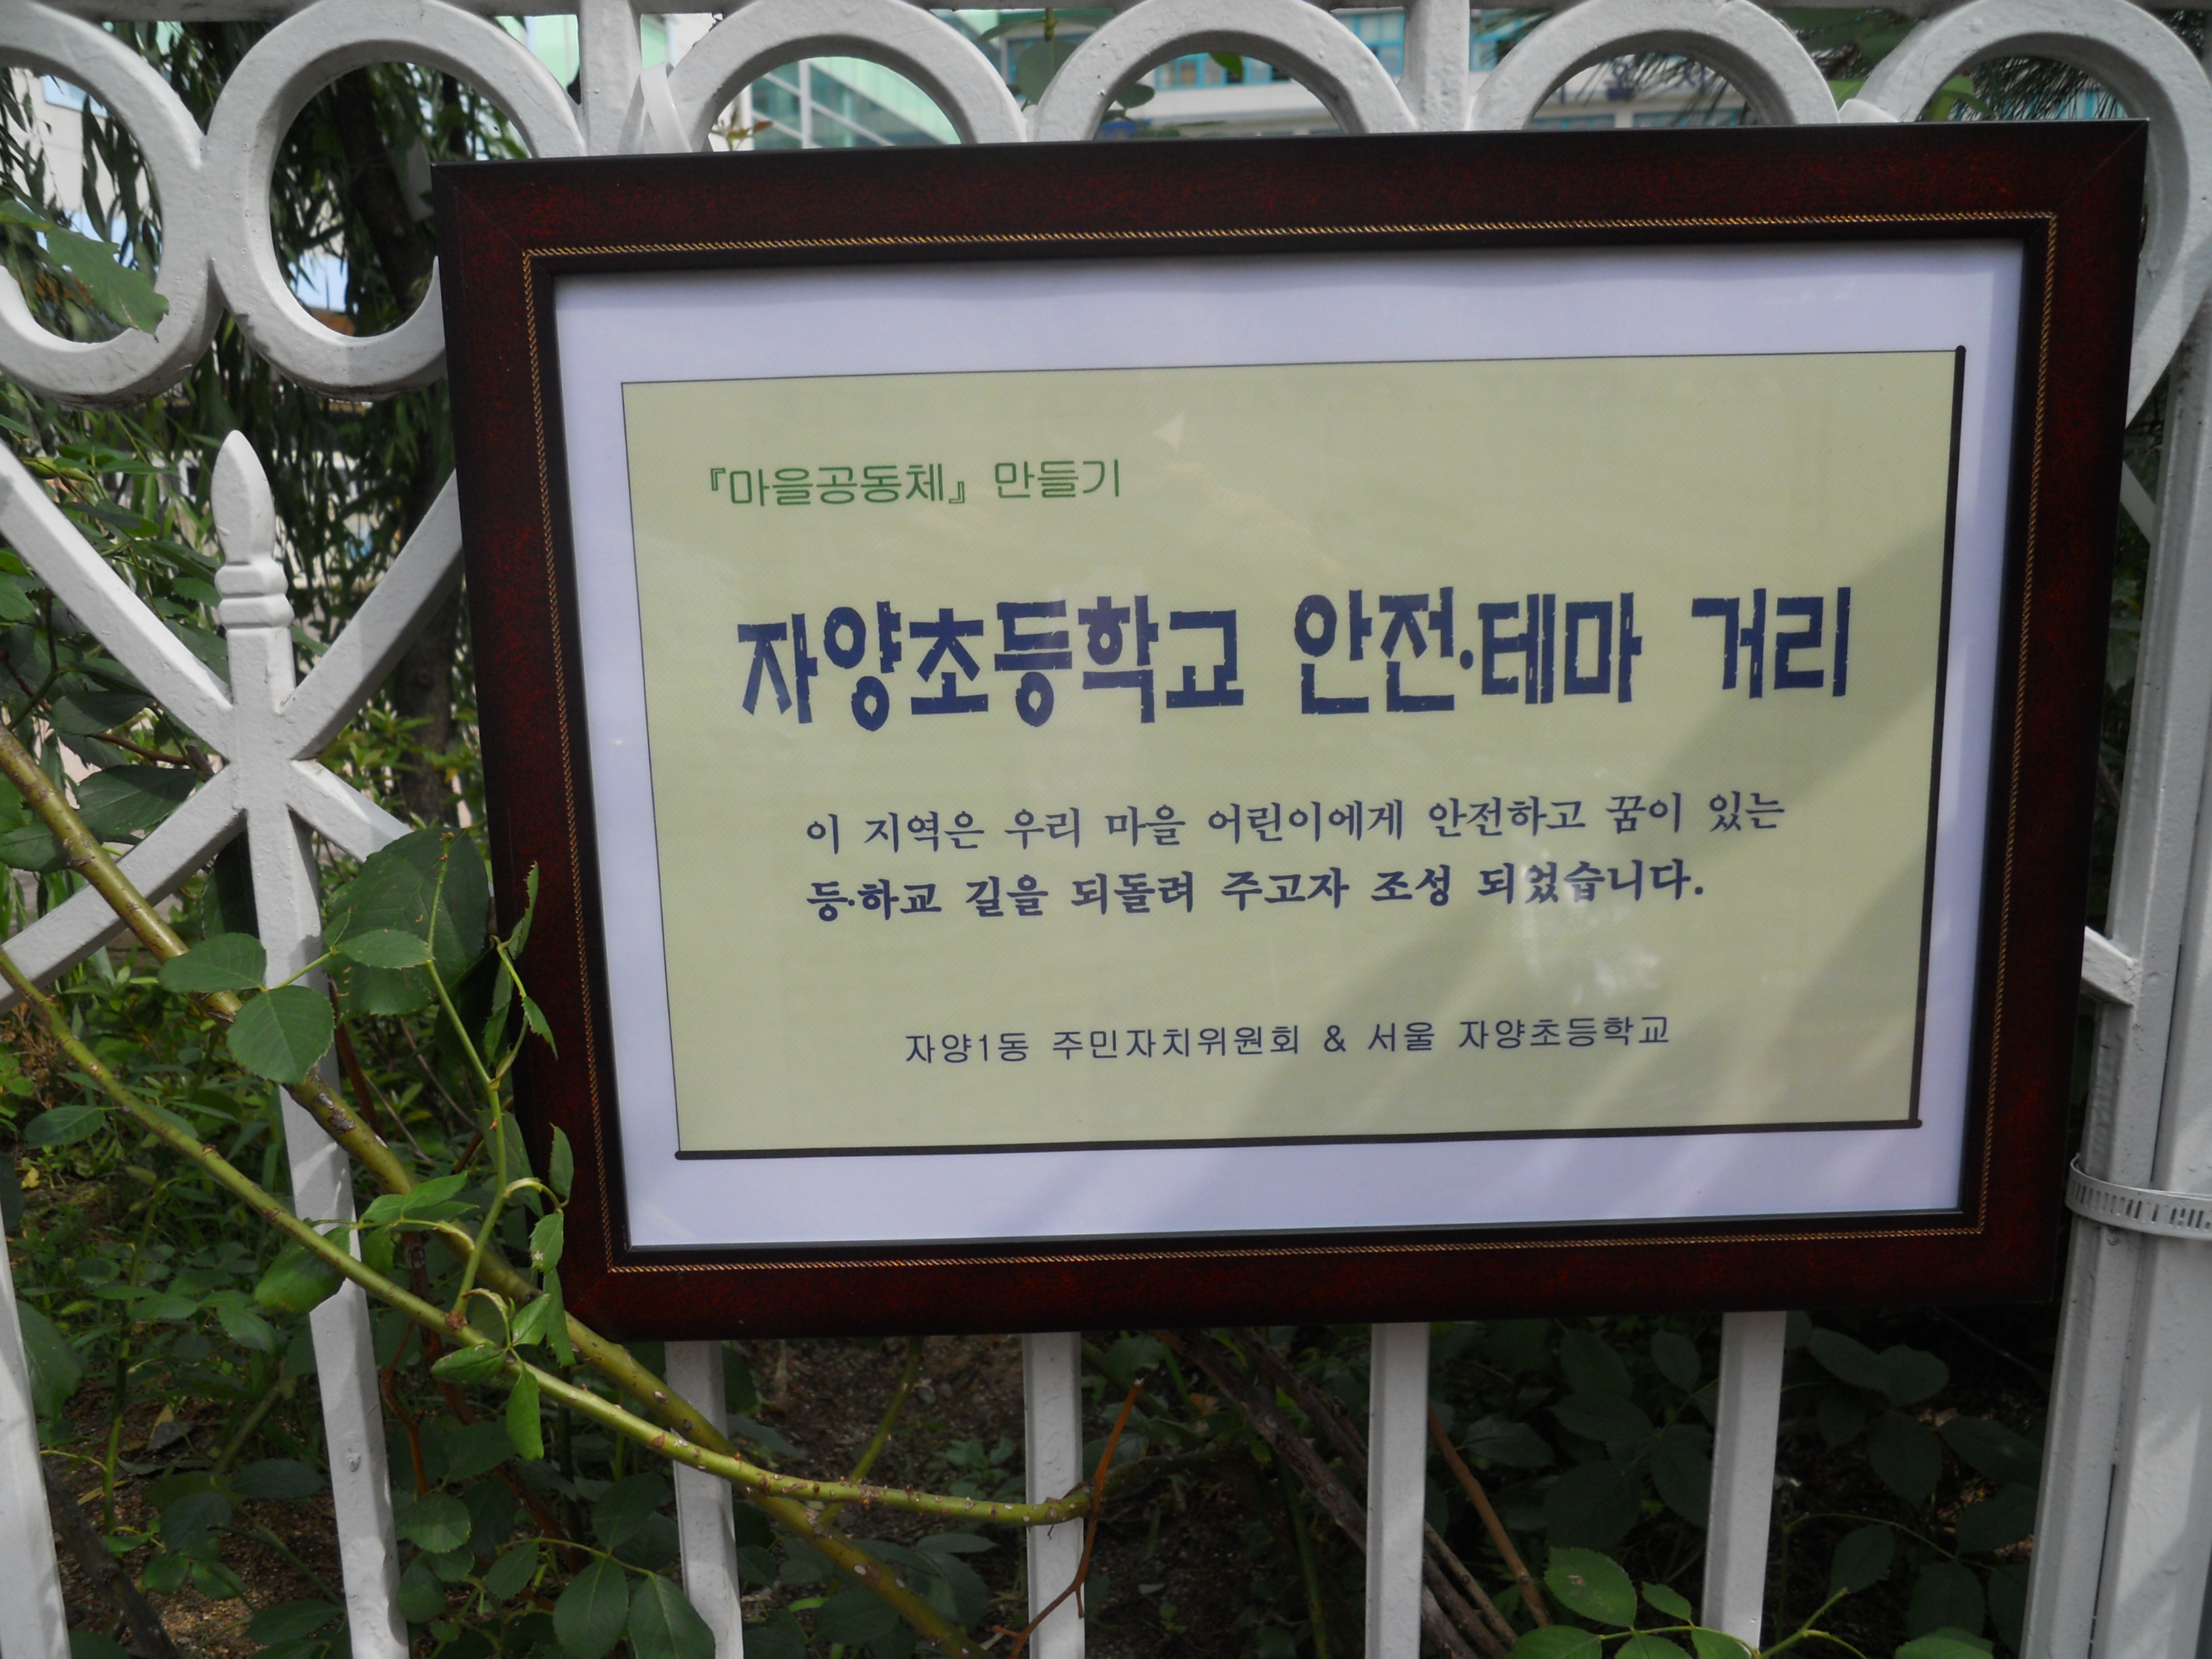 『마을공동체』 만들기
자양초등학교 안전·테마 거리
이 지역은 우리 마을 어린이에게 안전하고 꿈이 있는
등·하교 길을 되돌려 주고자 조성 되었습니다.
자양1동 주민자치위원회 & 서울 자양초등학교